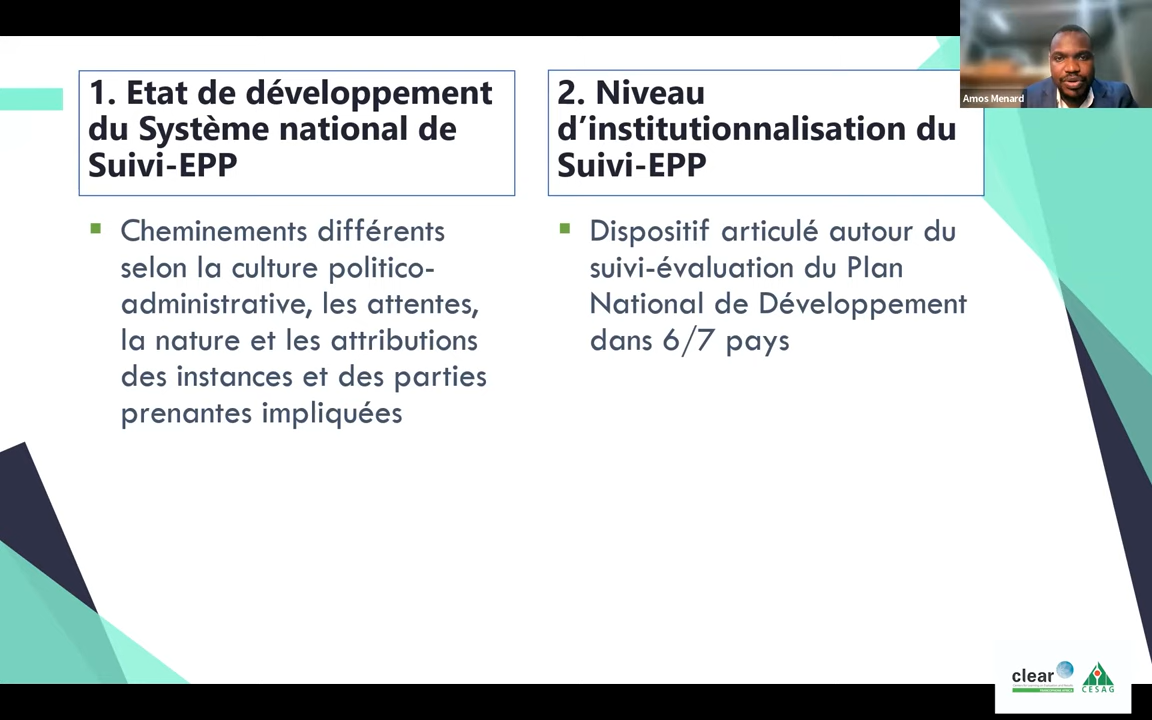 1. Etat de développement
du Système national de
Suivi-EPP
Cheminements différents
selon la culture politico-
administrative, les attentes,
la nature et les attributions
des instances et des parties
prenantes impliquées
2. Niveau
d’institutionnalisation du
Suivi-EPP
Dispositif articulé autour du
suivi-évaluation du Plan
National de Développement
dans 6/7 pays
Amos Menard
clear
CESAG